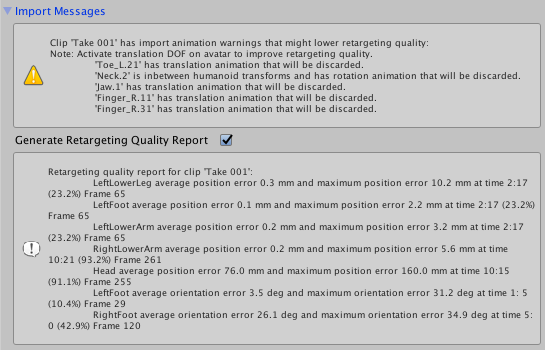 Import Messages
Clip 'Take 001' has import animation warnings that might lower retargeting quality:
Note: Activate translation DOF on avatar to improve retargeting quality.
'Toe_L.21' has translation animation that will be discarded.
'Neck.2' is inbetween humanoid transforms and has rotation animation that will be discarded.
'Jaw.1' has translation animation that will be discarded.
'Finger_R.11' has translation animation that will be discarded.
'Finger_R.31' has translation animation that will be discarded.
Generate Retargeting Quality Report
Retargeting quality report for clip 'Take 001':
LeftLowerLeg average position error 0.3 mm and maximum position error 10.2 mm at time 2:17
(23.2%) Frame 65
LeftFoot average position error 0.1 mm and maximum position error 2.2 mm at time 2:17 (23.2%)
Frame 65
LeftLowerArm average position error 0.2 mm and maximum position error 3.2 mm at time 2:17
(23.2%) Frame 65
RightLowerArm average position error 0.2 mm and maximum position error 5.6 mm at time
10:21 (93.2%) Frame 261
Head average position error 76.0 mm and maximum position error 160.0 mm at time 10:15
(91.1%) Frame 255
LeftFoot average orientation error 3.5 deg and maximum orientation error 31.2 deg at time 1: 5
(10.4%) Frame 29
RightFoot average orientation error 26.1 deg and maximum orientation error 34.9 deg at time 5:
0 (42.9%) Frame 120